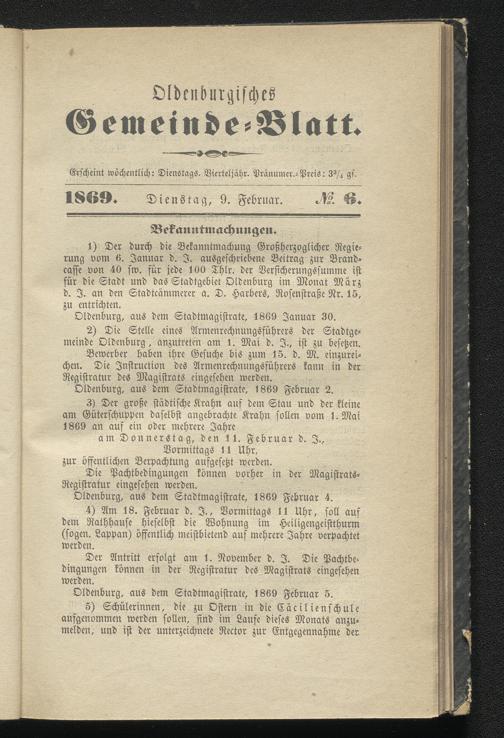 Oldenburgisches
Gemeinde-Blatt.
Erscheint wöchentlich: Dienstags. Vierteljähr. Pränumer.-Preis: 3¾ gs.
1869. Dienstag, 9. Februar. № 6.
Bekanntmachungen.
1) Der durch die Bekanntmachung Großherzoglicher Regie-
rung vom 6. Januar d. J. ausgeschriebene Beitrag zur Brand-
casse von 40 sw. für jede 100 Thlr. der Versicherungssumme ist
für die Stadt und das Stadtgebiet Oldenburg im Monat März
d. J. an den Stadtcämmerer a. D. Harbers, Rosenstraße Nr. 15,
zu entrichten.
Oldenburg, aus dem Stadtmagistrate, 1869 Januar 30.
2) Die Stelle eines Armenrechnungsführers der Stadtge-
meinde Oldenburg, anzutreten am 1. Mai d. J., ist zu besetzen.
Bewerber haben ihre Gesuche bis zum 15. d. M. einzurei-
chen. Die Instruction des Armenrechnungsführers kann in der
Registratur des Magistrats eingesehen werden.
Oldenburg, aus dem Stadtmagistrate, 1869 Februar 2.
3) Der große städtische Krahn auf dem Stau und der kleine
am Güterschuppen daselbst angebrachte Krahn sollen vom 1. Mai
1869 an auf ein oder mehrere Jahre
am Donnerstag, den 11. Februar d. J.,
Vormittags 11 Uhr,
zur öffentlichen Verpachtung aufgesetzt werden.
Die Pachtbedingungen können vorher in der Magistrats-
Registratur eingesehen werden.
Oldenburg, aus dem Stadtmagistrate, 1869 Februar 4.
4) Am 18. Februar d. J., Vormittags 11 Uhr, soll auf
dem Rathhause hieselbst die Wohnung im Heiligengeistthurm
(sogen. Lappan) öffentlich meistbietend auf mehrere Jahre verpachtet
werden.
Der Antritt erfolgt am 1. November d. J. Die Pachtbe-
dingungen können in der Registratur des Magistrats eingesehen
werden.
Oldenburg, aus dem Stadtmagistrate, 1869 Februar 5.
5) Schülerinnen, die zu Ostern in die Cäcilienschule
aufgenommen werden sollen, sind im Laufe dieses Monats anzu-
melden, und ist der unterzeichnete Rector zur Entgegennahme der